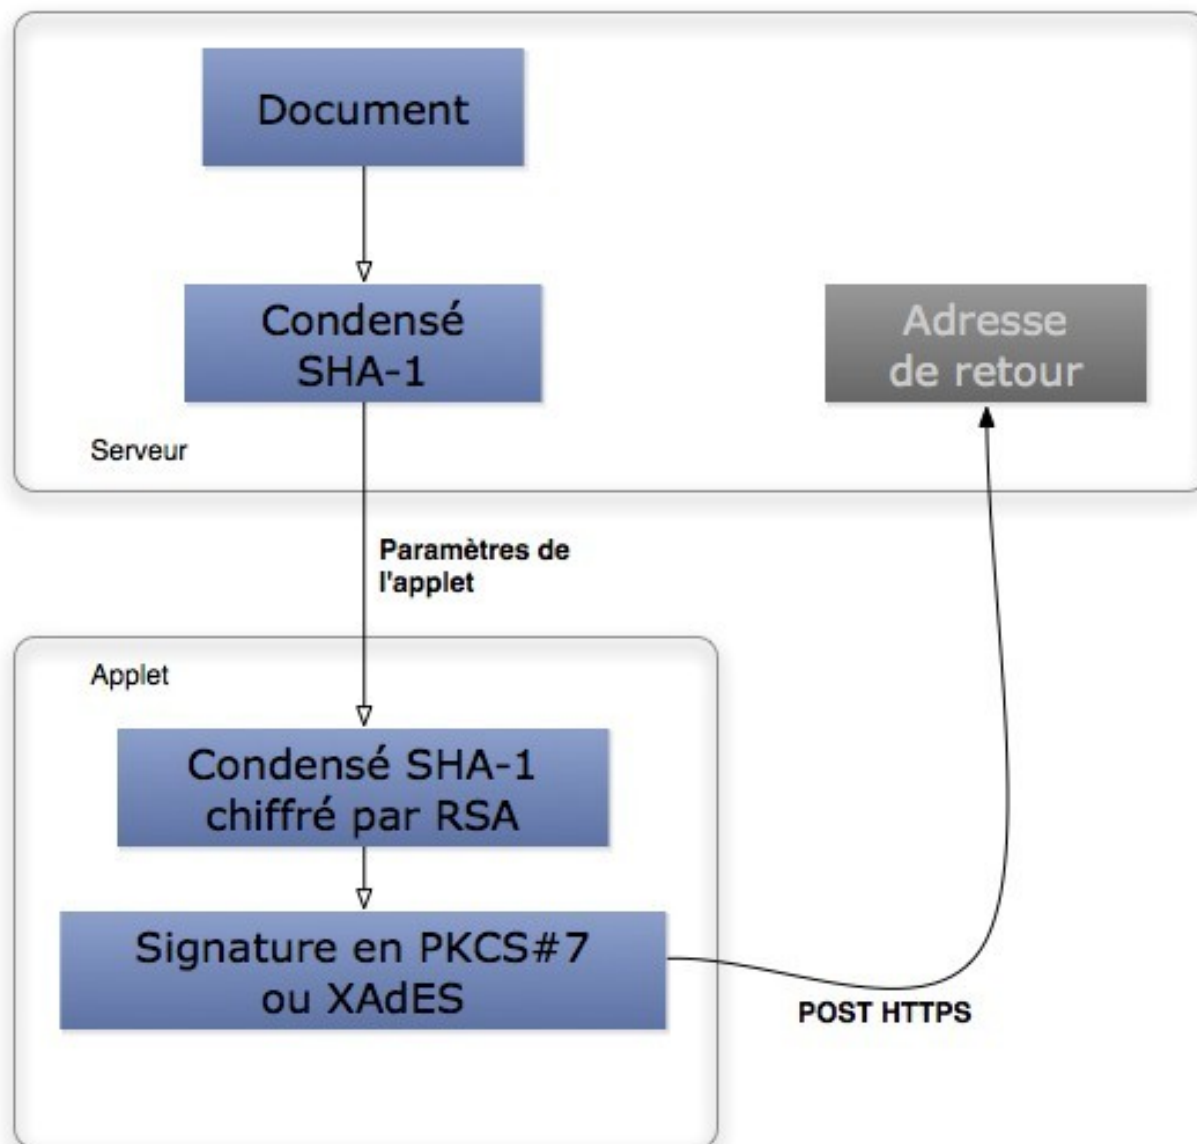 Document
Condensé
SHA-1
Adresse
de retour
Serveur
Paramètres de
l'applet
Applet
Condensé SHA-1
chiffré par RSA
Signature en PKCS#7
ou XAdES
POST HTTPS